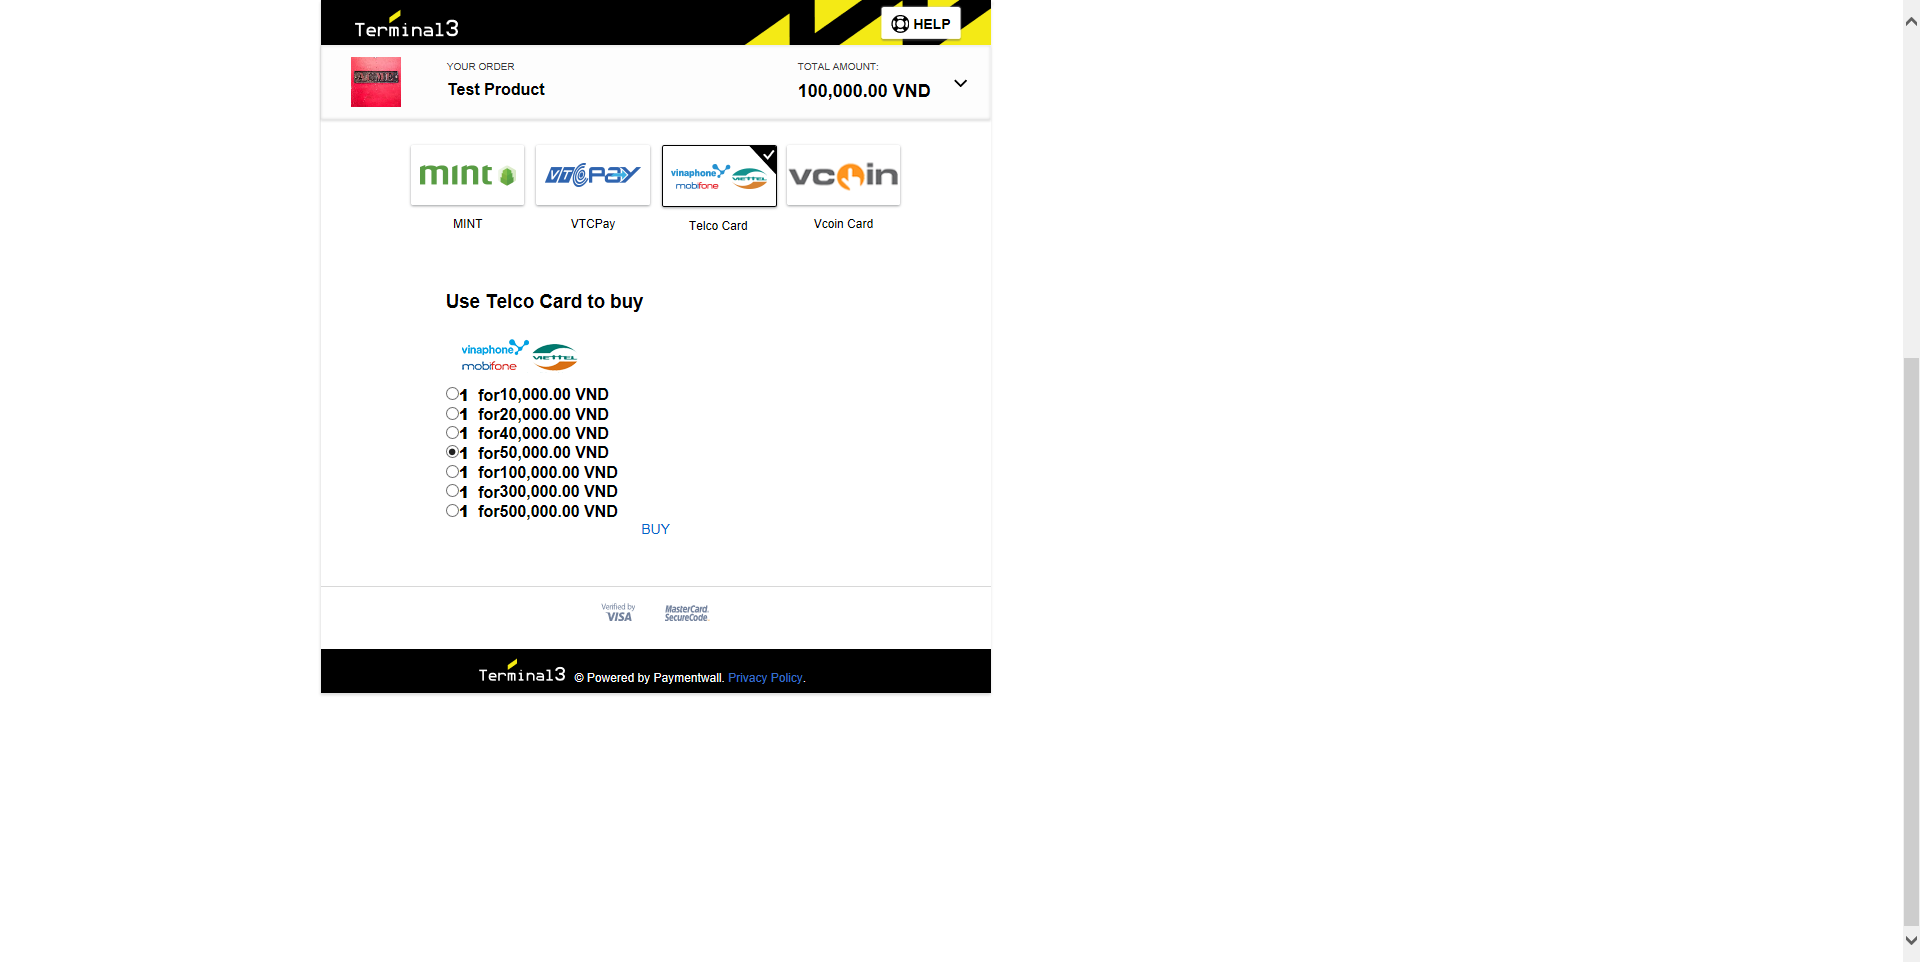 Terminal3
HELP
YOUR ORDER
Test Product
TOTAL AMOUNT:
100,000.00 VND
mint
VTCPay
vinaphone
mobifone
VIETTEL
vcoin
MINT
VTCPay
Telco Card
Vcoin Card
Use Telco Card to buy
vinaphone
mobifone
VIETTEL
1 for10,000.00 VND
1 for20,000.00 VND
1 for40,000.00 VND
1 for50,000.00 VND
1 for100,000.00 VND
1 for300,000.00 VND
1 for500,000.00 VND
BUY
Verified by
VISA
MasterCard.
SecureCode.
Terminal3 © Powered by Paymentwall. Privacy Policy.